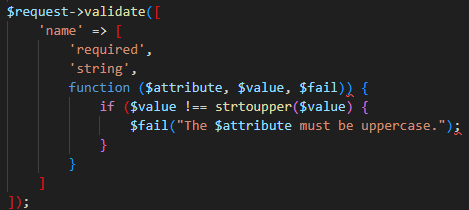 $request->validate([
    'name' => [
        'required',
        'string',
        function ($attribute, $value, $fail)) {
            if ($value !== strtoupper($value) {
                $fail("The $attribute must be uppercase.");
            }
        }
    ]
]);